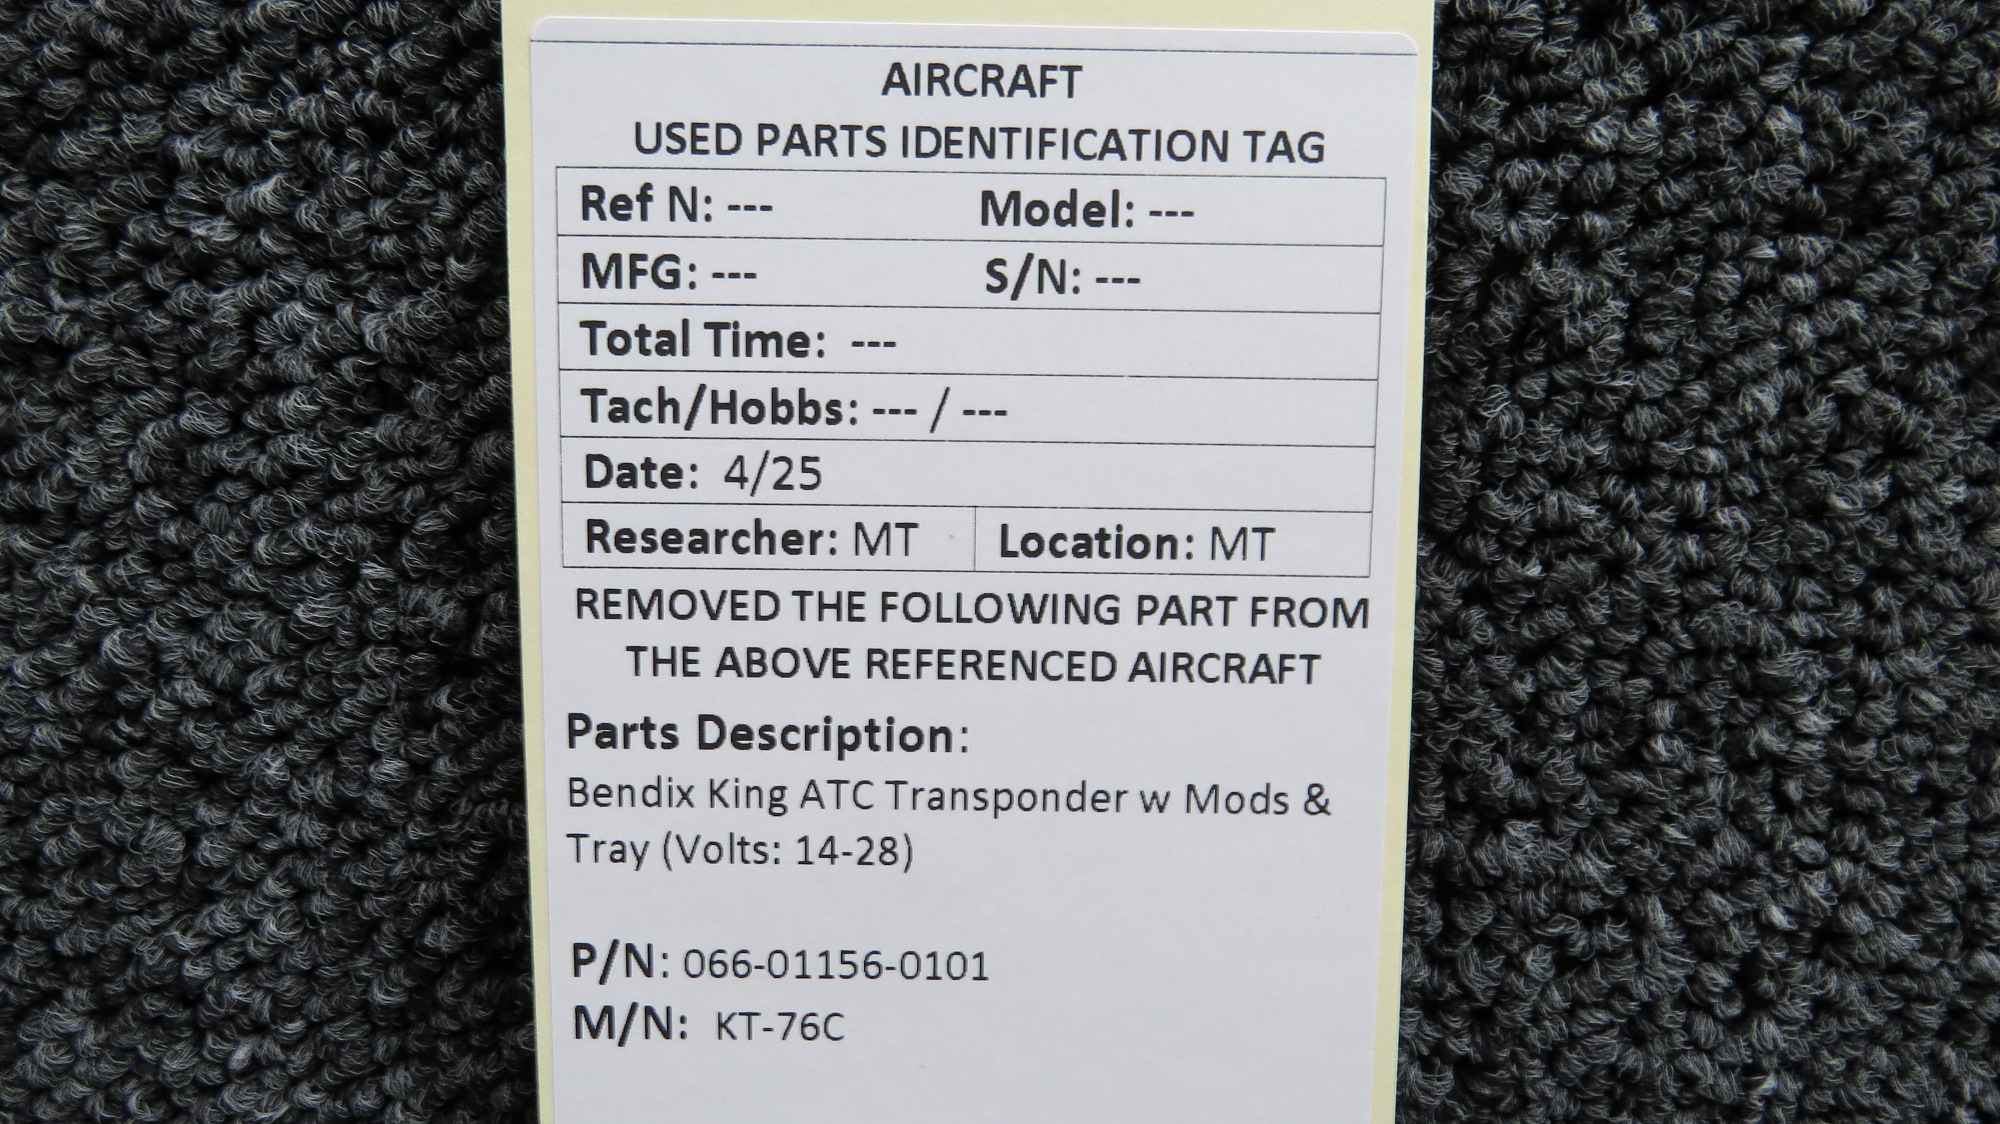 AIRCRAFT
USED PARTS IDENTIFICATION TAG
Ref N: --- Model: ---
MFG: --- S/N: ---
Total Time: ---
Tach/Hobbs: --- / ---
Date: 4/25
Researcher: MT Location: MT
REMOVED THE FOLLOWING PART FROM
THE ABOVE REFERENCED AIRCRAFT
Parts Description:
Bendix King ATC Transponder w Mods &
Tray (Volts: 14-28)
P/N: 066-01156-0101
M/N: KT-76C